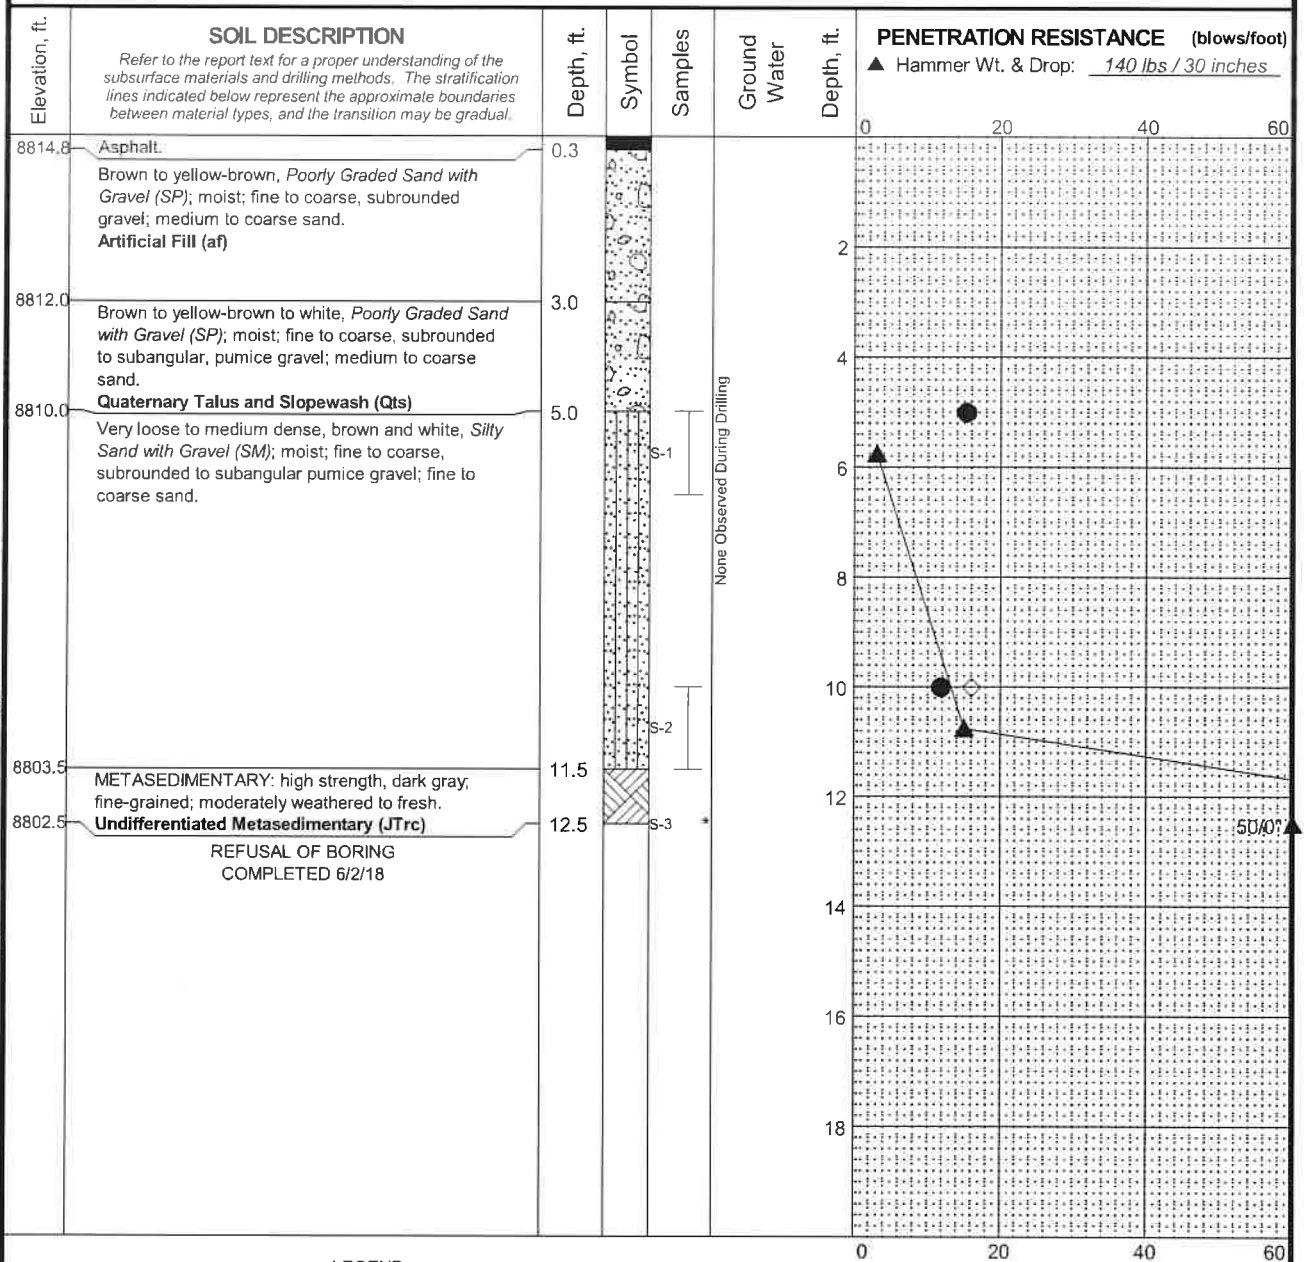 Elevation, ft.
SOIL DESCRIPTION
Refer to the report text for a proper understanding of the
subsurface materials and drilling methods. The stratification
lines indicated below represent the approximate boundaries
between material types, and the transition may be gradual.
Depth, ft.
Symbol
Samples
Ground
Water
Depth, ft.
PENETRATION RESISTANCE (blows/foot)
▲ Hammer Wt. & Drop: 140 lbs / 30 inches
0 20 40 60
8814.8 Asphalt. 0.3
Brown to yellow-brown, Poorly Graded Sand with
Gravel (SP); moist; fine to coarse, subrounded
gravel; medium to coarse sand.
Artificial Fill (af)
2
8812.0 3.0
Brown to yellow-brown to white, Poorly Graded Sand
with Gravel (SP); moist; fine to coarse, subrounded
to subangular, pumice gravel; medium to coarse
sand.
4
Quaternary Talus and Slopewash (Qts)
8810.0 5.0
Very loose to medium dense, brown and white, Silty
Sand with Gravel (SM); moist; fine to coarse,
subrounded to subangular pumice gravel; fine to
coarse sand.
S-1
None Observed During Drilling
6
8
10
S-2
8803.5 11.5
METASEDIMENTARY: high strength, dark gray;
fine-grained; moderately weathered to fresh.
12
Undifferentiated Metasedimentary (JTrc)
8802.5 12.5
S-3 *
50/0"
REFUSAL OF BORING
COMPLETED 6/2/18
14
16
18
0 20 40 60